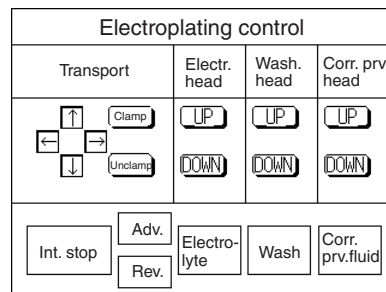 Electroplating control
Transport
Electr. head
Wash. head
Corr. prv head
↑
← →
↓
Clamp
Unclamp
UP
UP
UP
DOWN
DOWN
DOWN
Int. stop
Adv.
Rev.
Electro-
lyte
Wash
Corr.
prv.fluid